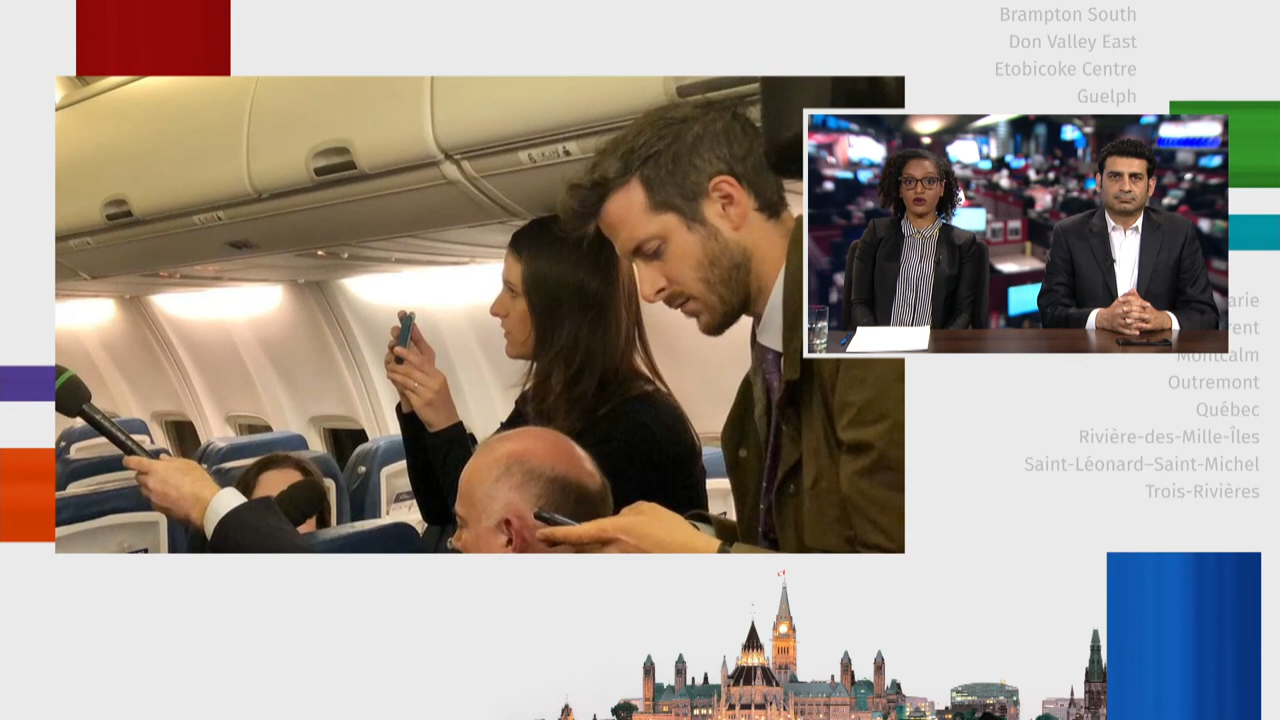 Brampton South
Don Valley East
Etobicoke Centre
Guelph
Montcalm
Outremont
Québec
Rivière-des-Mille-Îles
Saint-Léonard–Saint-Michel
Trois-Rivières